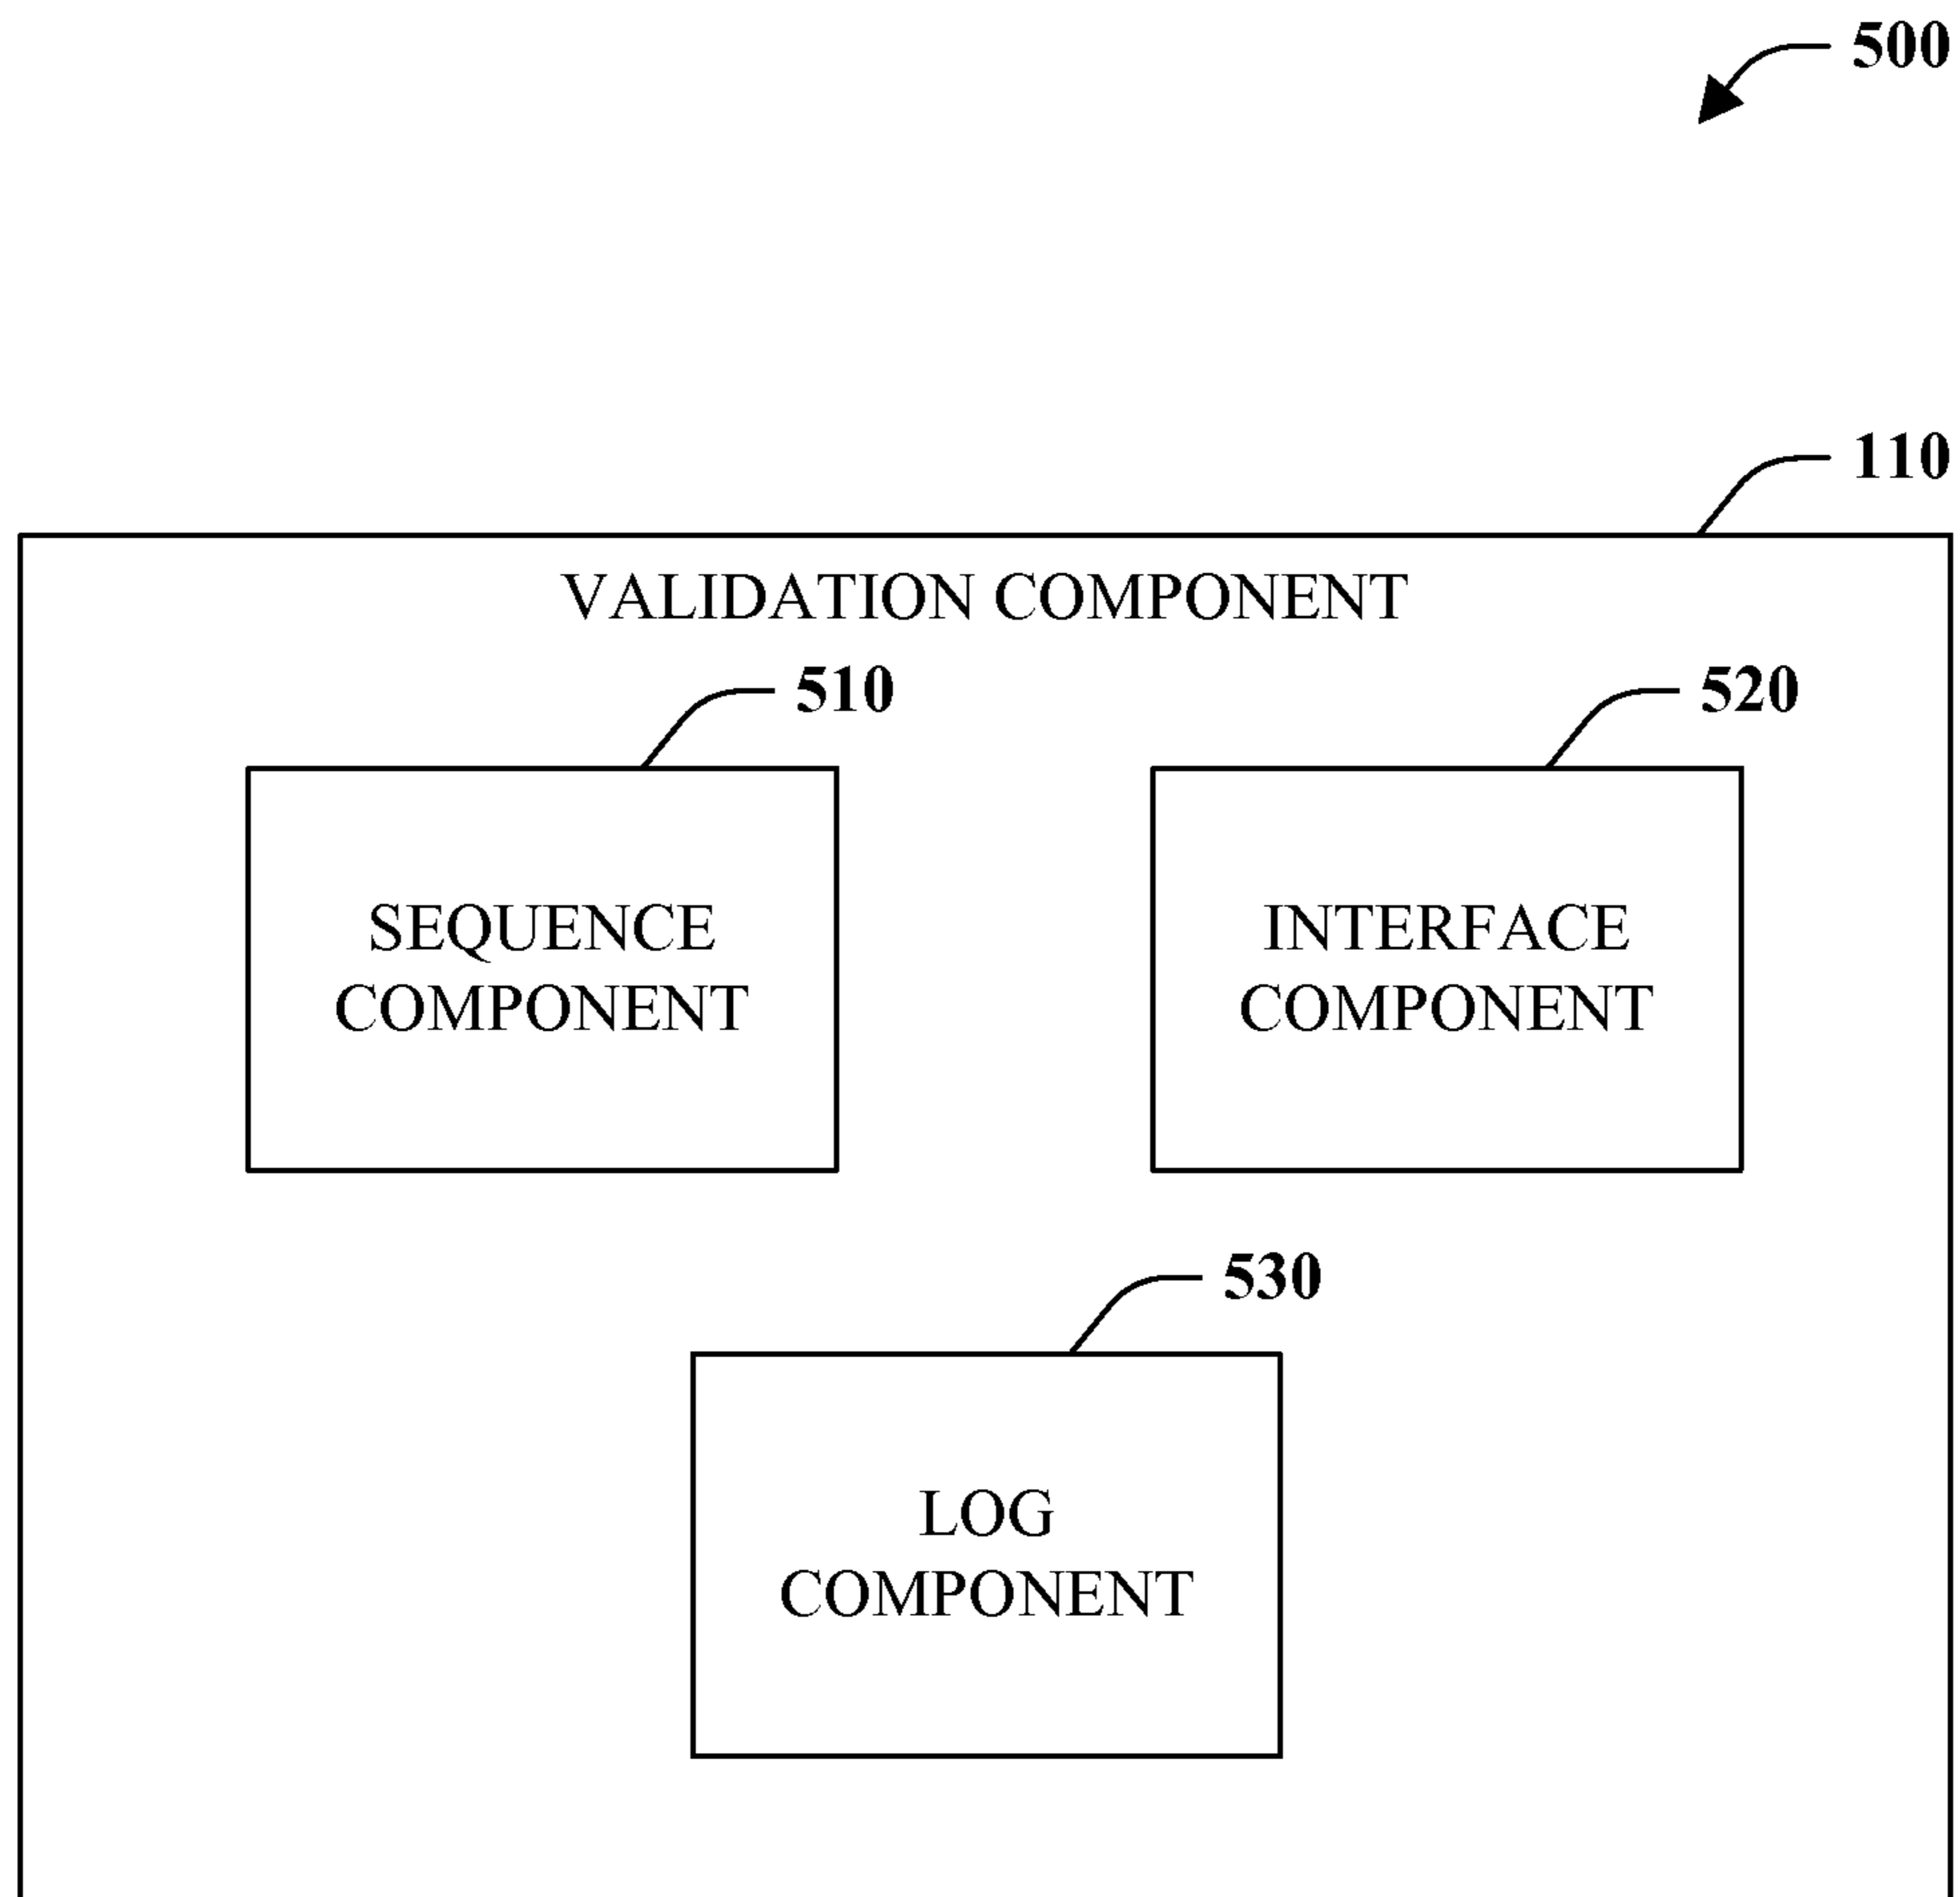 500
110
VALIDATION COMPONENT
510
520
SEQUENCE
COMPONENT
INTERFACE
COMPONENT
530
LOG
COMPONENT